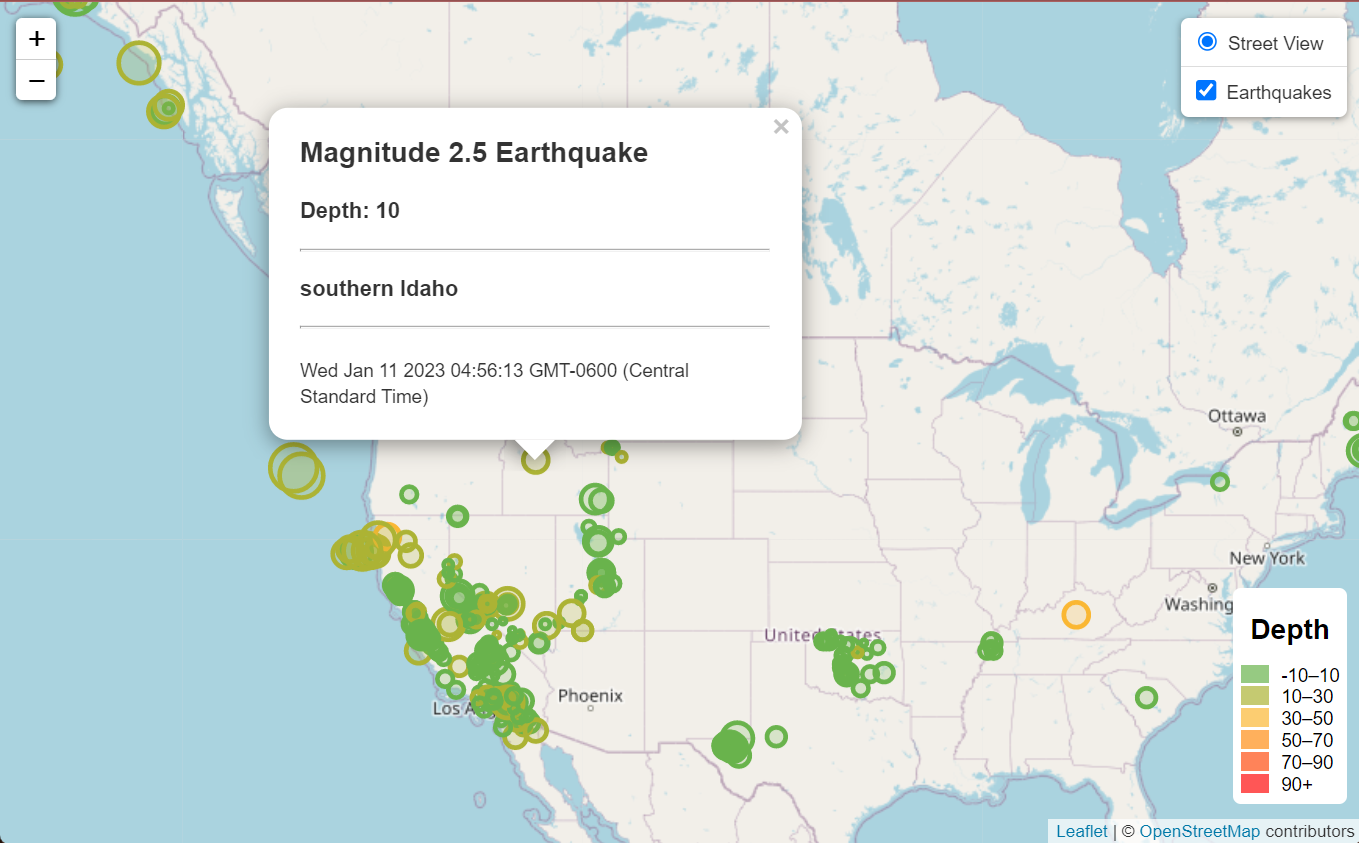 +
−
Street View
Earthquakes
×
Magnitude 2.5 Earthquake
Depth: 10
southern Idaho
Wed Jan 11 2023 04:56:13 GMT-0600 (Central
Standard Time)
Ottawa
New York
Washing
United States
Phoenix
Los A
Depth
-10–10
10–30
30–50
50–70
70–90
90+
Leaflet | © OpenStreetMap contributors